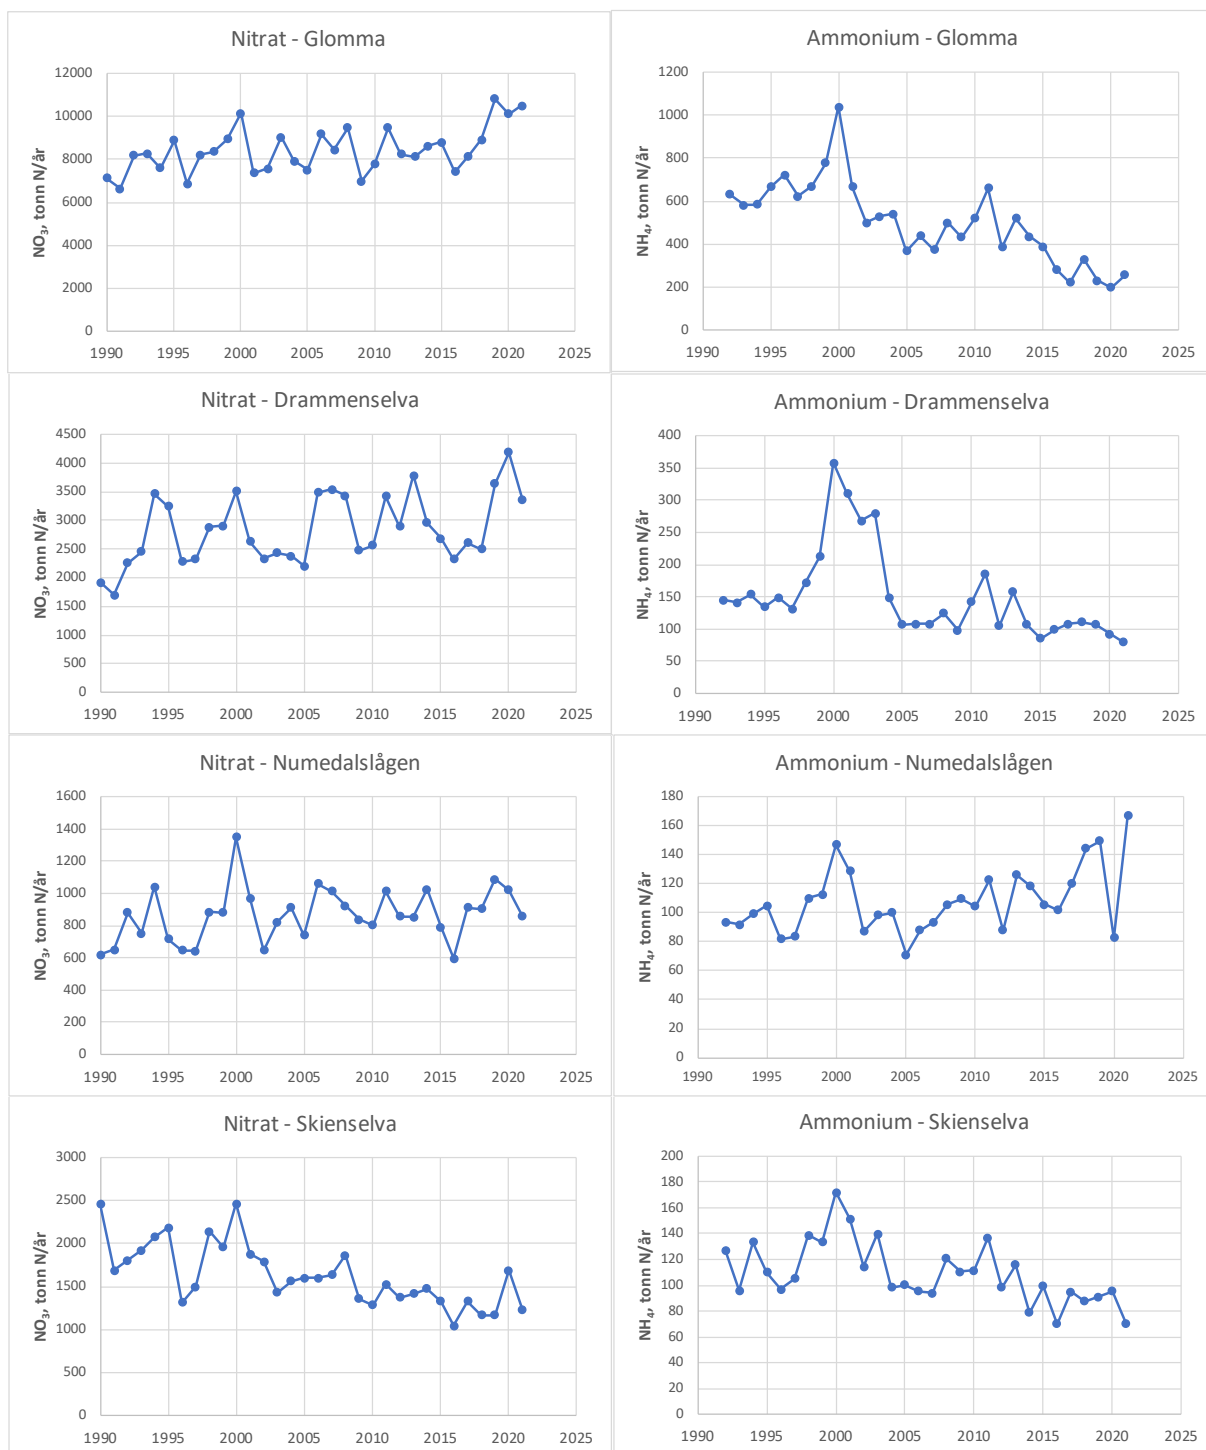 Nitrat - Glomma
NO₃, tonn N/år
12000
10000
8000
6000
4000
2000
0
1990 1995 2000 2005 2010 2015 2020 2025
Ammonium - Glomma
NH₄, tonn N/år
1200
1000
800
600
400
200
0
1990 1995 2000 2005 2010 2015 2020 2025
Nitrat - Drammenselva
NO₃, tonn N/år
4500
4000
3500
3000
2500
2000
1500
1000
500
0
1990 1995 2000 2005 2010 2015 2020 2025
Ammonium - Drammenselva
NH₄, tonn N/år
400
350
300
250
200
150
100
50
0
1990 1995 2000 2005 2010 2015 2020 2025
Nitrat - Numedalslågen
NO₃, tonn N/år
1600
1400
1200
1000
800
600
400
200
0
1990 1995 2000 2005 2010 2015 2020 2025
Ammonium - Numedalslågen
NH₄, tonn N/år
180
160
140
120
100
80
60
40
20
0
1990 1995 2000 2005 2010 2015 2020 2025
Nitrat - Skienselva
NO₃, tonn N/år
3000
2500
2000
1500
1000
500
0
1990 1995 2000 2005 2010 2015 2020 2025
Ammonium - Skienselva
NH₄, tonn N/år
200
180
160
140
120
100
80
60
40
20
0
1990 1995 2000 2005 2010 2015 2020 2025